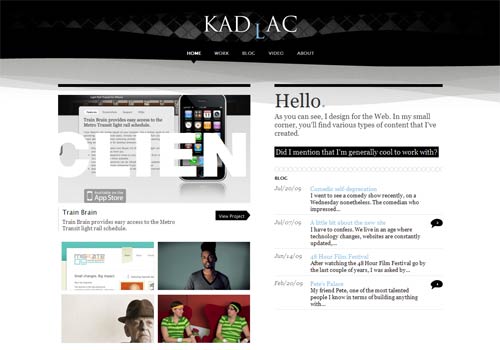 KADLAC
HOME WORK BLOG VIDEO ABOUT
Train Brain provides easy access to the
Metro Transit light rail schedule.
CITEN
Available on the
App Store
Train Brain
Train Brain provides easy access to the Metro
Transit light rail schedule.
View Project
Small changes. Big impact.
Hello.
As you can see, I design for the Web. In my small
corner, you'll find various types of content that I've
created.
Did I mention that I'm generally cool to work with?
BLOG
Jul/20/09 Comedic self-deprecation
I went to see a comedy show recently, on a
Wednesday nonetheless. The comedian who
impressed...
Jul/07/09 A little bit about the new site
I have to confess. We live in an age where
technology changes, websites are constantly
updated,...
Jun/14/09 48 Hour Film Festival
After watching the 48 Hour Film Festival go by
the last couple of years, I was asked by...
Feb/20/09 Pete's Palace
My friend Pete, one of the most talented
people I know in terms of building
anything with...